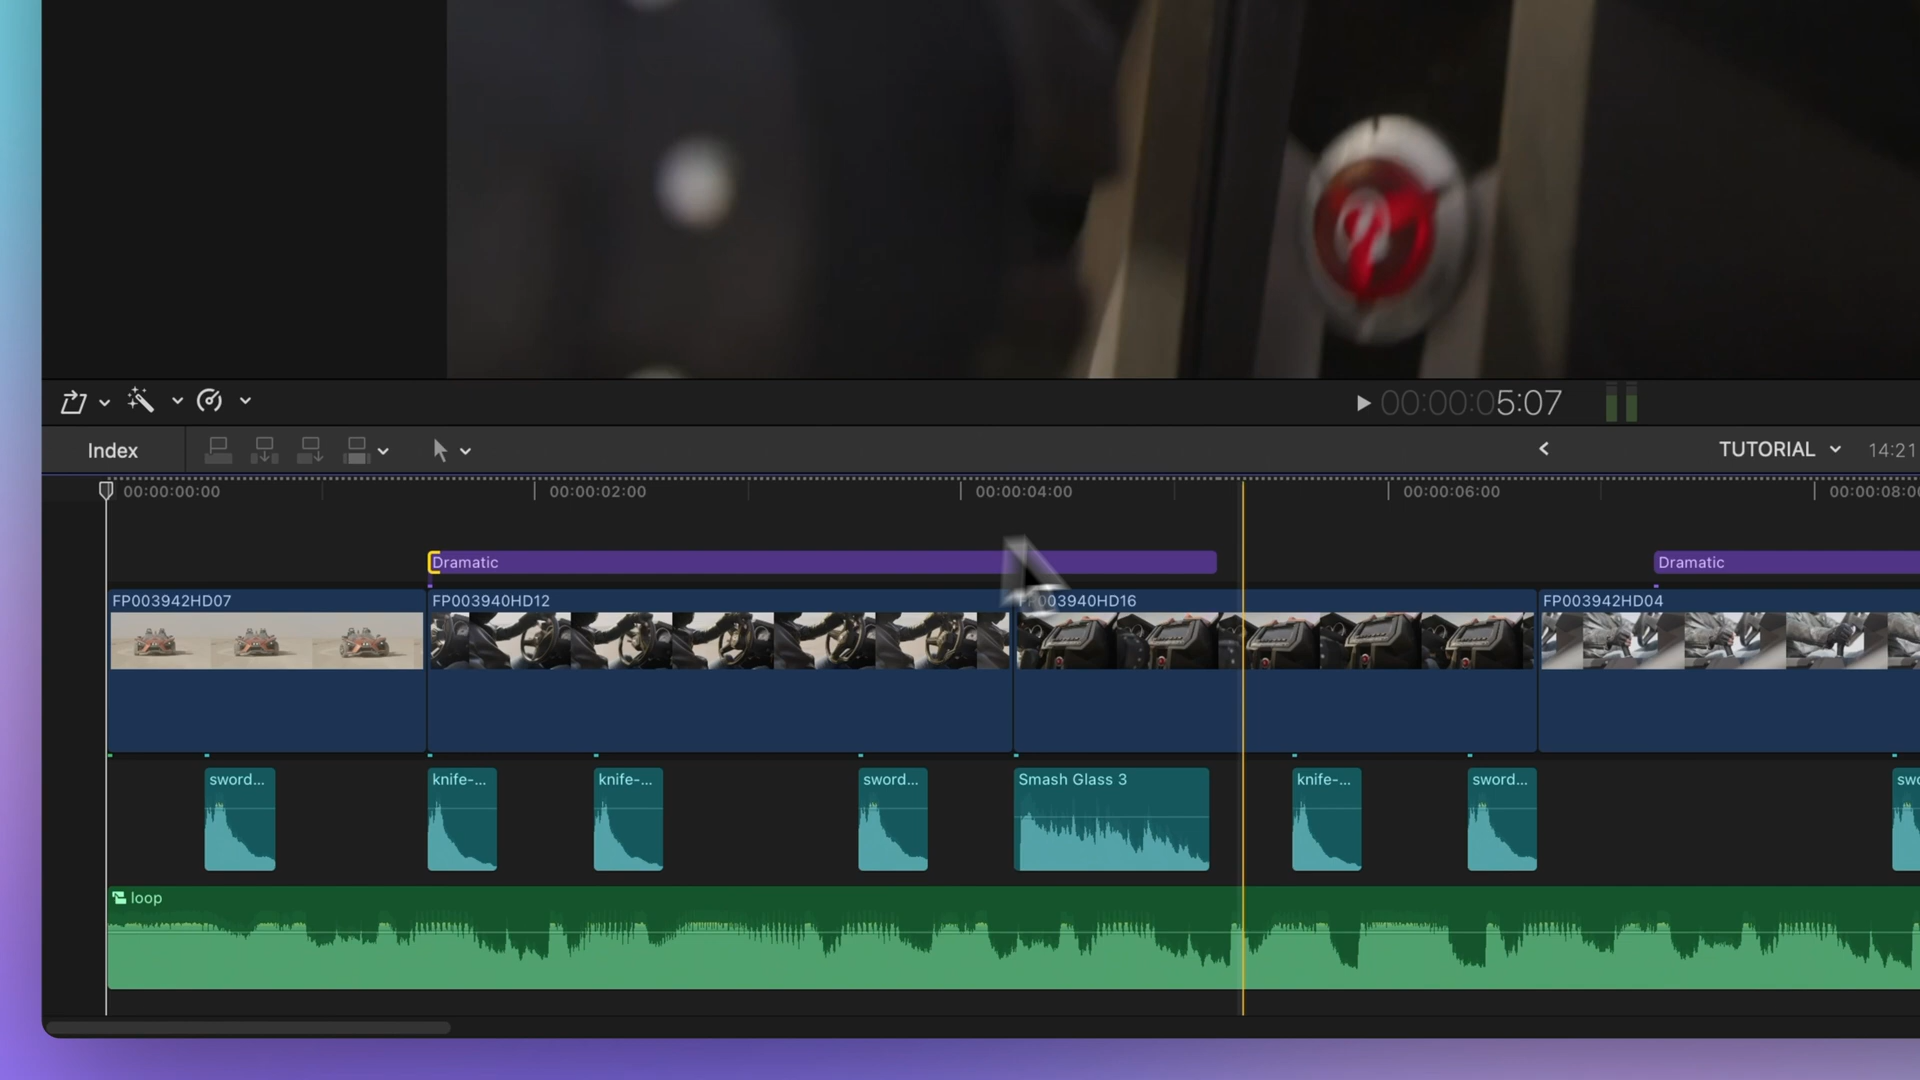 00:00:05:07
Index
TUTORIAL
14:21
00:00:00:00
00:00:02:00
00:00:04:00
00:00:06:00
Dramatic
Dramatic
FP003942HD07
FP003940HD12
003940HD16
FP003942HD04
sword...
knife-...
knife-...
sword...
Smash Glass 3
knife-...
sword...
loop